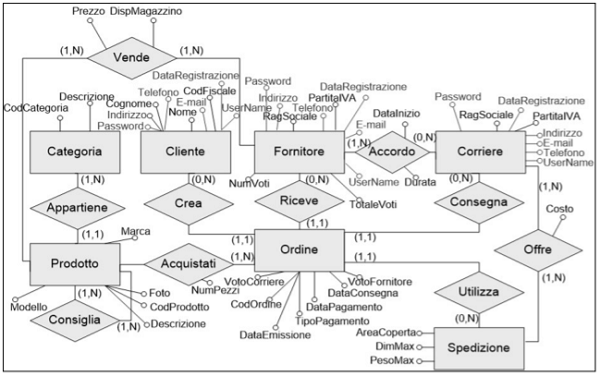 Prezzo DispMagazzino
(1,N) Vende (1,N)
DataRegistrazione
Password
DataRegistrazione
Descrizione
Telefono CodFiscale
Indirizzo PartitaIVA
Password
DataRegistrazione
CodCategoria
Cognome E-mail
RagSociale Telefono
DataInizio
RagSociale PartitaIVA
Indirizzo Nome UserName
E-mail
Indirizzo
Password
(1,N) (0,N)
E-mail
Categoria Cliente Fornitore Accordo Corriere
Telefono
UserName
(1,N) (0,N) NumVoti (0,N) UserName Durata (0,N) (1,N)
Appartiene Crea Riceve TotaleVoti Consegna Costo
(1,1) Marca (1,1) (1,1) (1,1) Offre
Prodotto Acquistati (1,N) Ordine (1,1)
(1,N)
NumPezzi VotoCorriere VotoFornitore
Modello (1,N) Foto CodOrdine DataConsegna Utilizza
Consiglia (1,N) CodProdotto DataPagamento
Descrizione TipoPagamento (0,N)
DataEmissione AreaCoperta
DimMax Spedizione
PesoMax